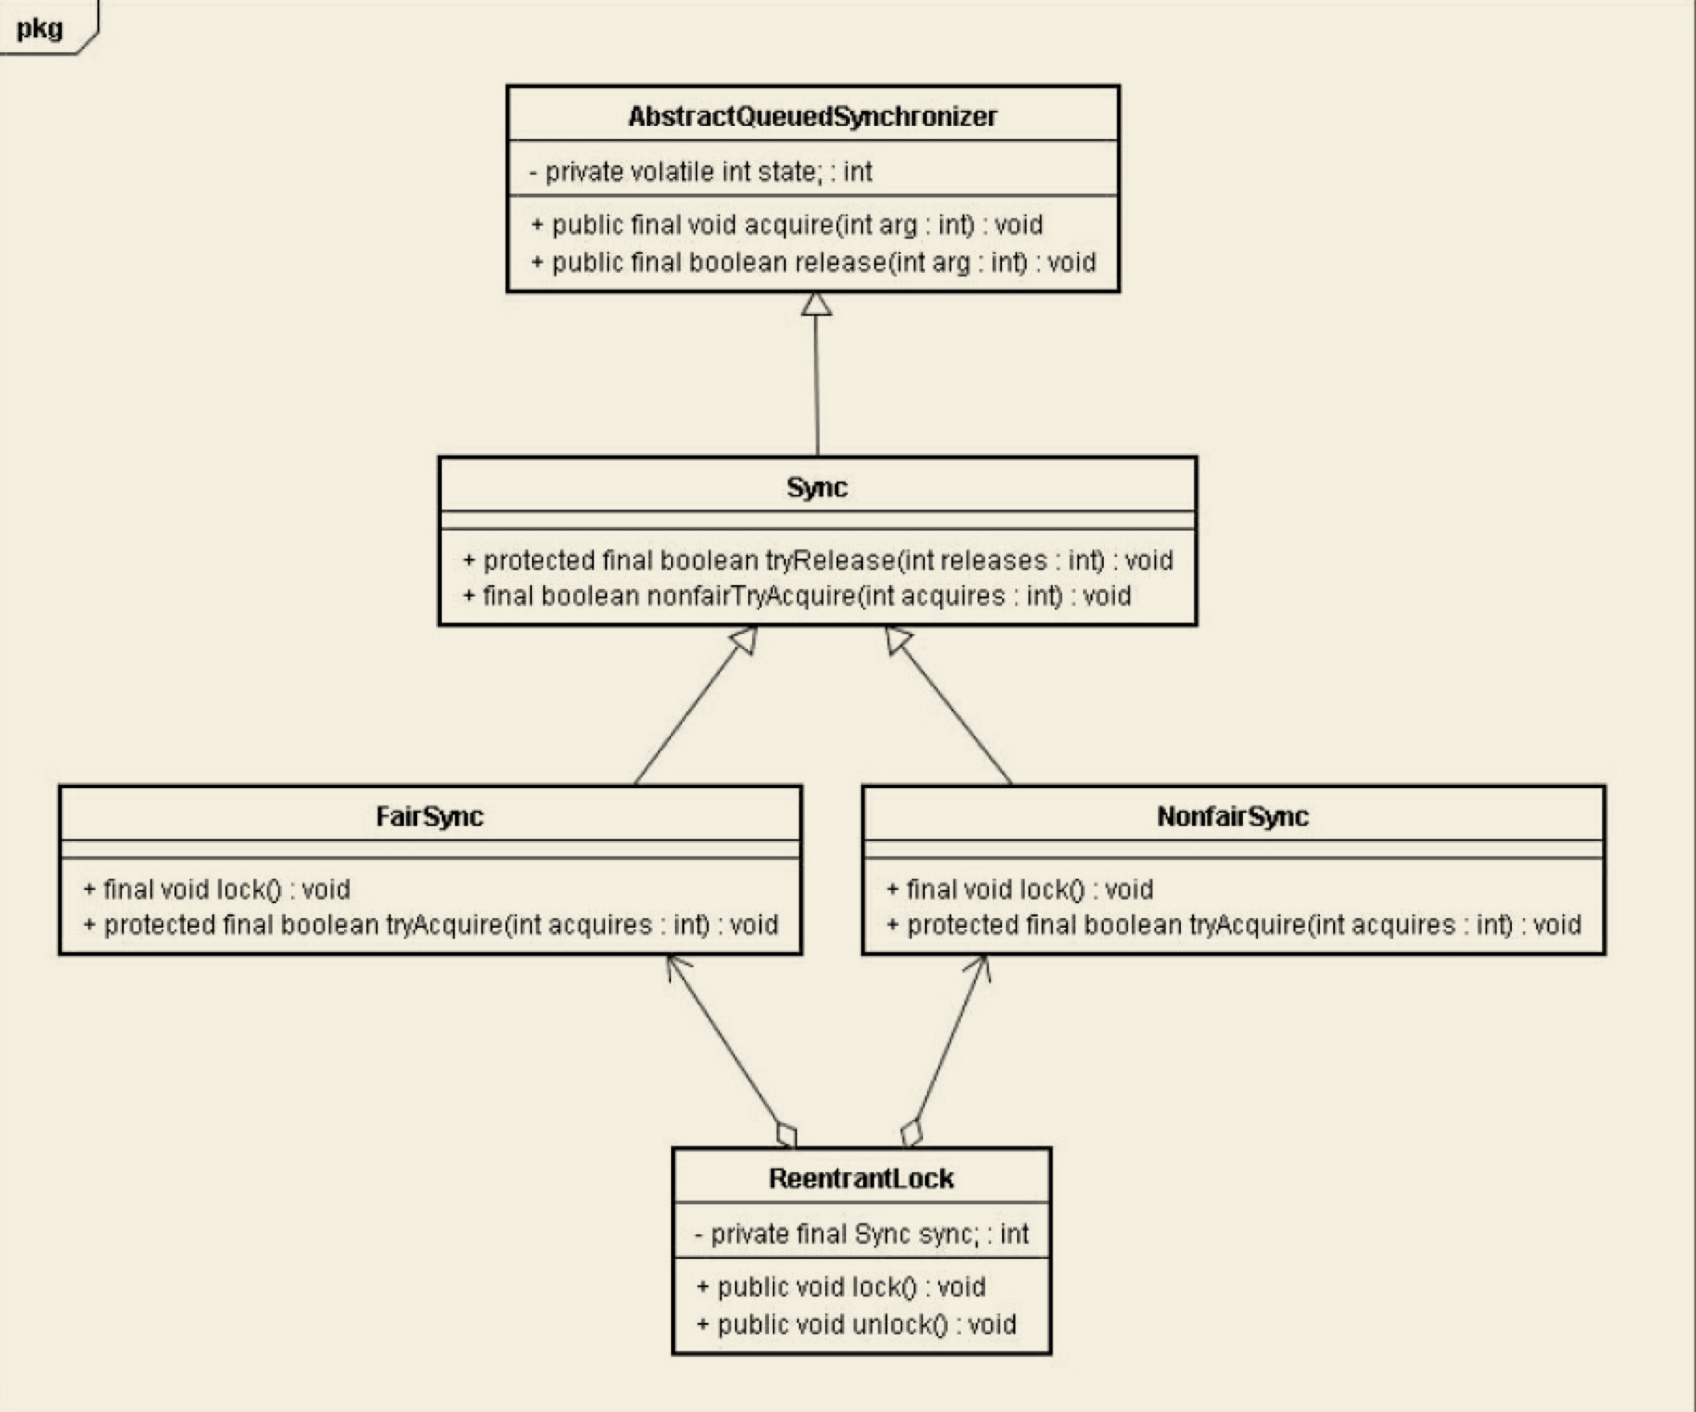 pkg
AbstractQueuedSynchronizer
- private volatile int state; : int
+ public final void acquire(int arg : int) : void
+ public final boolean release(int arg : int) : void
Sync
+ protected final boolean tryRelease(int releases : int) : void
+ final boolean nonfairTryAcquire(int acquires : int) : void
FairSync
+ final void lock() : void
+ protected final boolean tryAcquire(int acquires : int) : void
NonfairSync
+ final void lock() : void
+ protected final boolean tryAcquire(int acquires : int) : void
ReentrantLock
- private final Sync sync; : int
+ public void lock() : void
+ public void unlock() : void